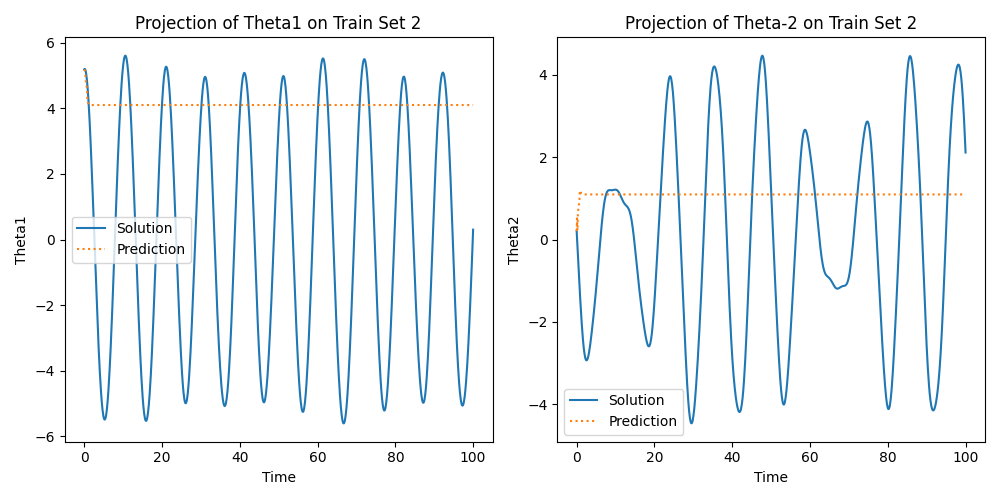 Projection of Theta1 on Train Set 2
Theta1
6
4
2
0
−2
−4
−6
Solution
Prediction
0 20 40 60 80 100
Time
Projection of Theta-2 on Train Set 2
Theta2
4
2
0
−2
−4
Solution
Prediction
0 20 40 60 80 100
Time